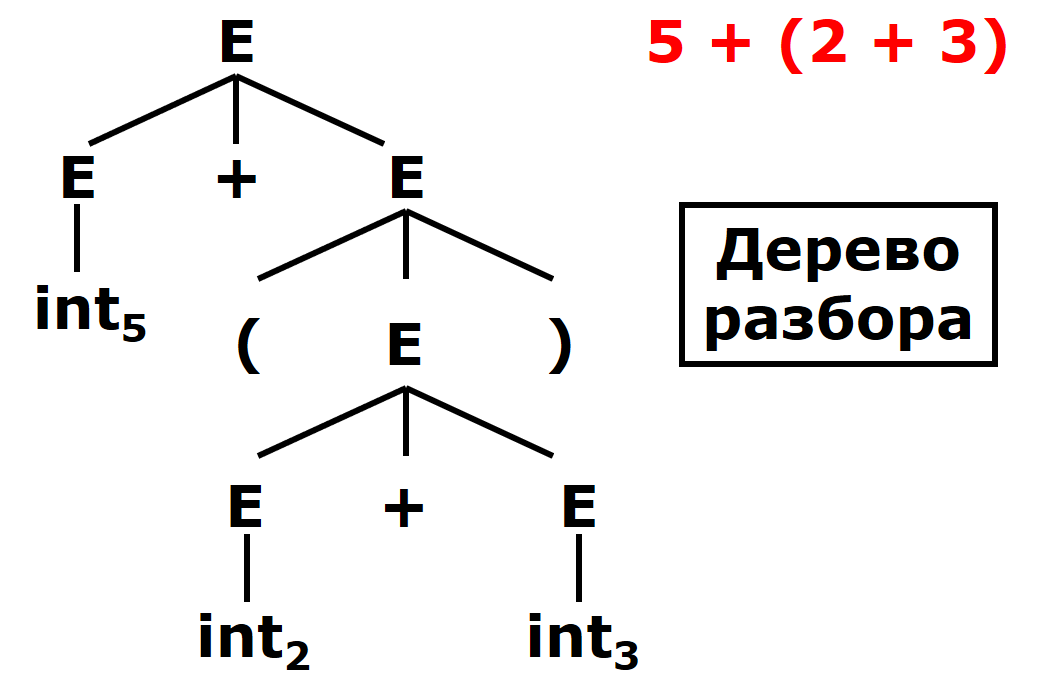 E
5 + (2 + 3)
E + E
int₅
( E )
Дерево
разбора
E + E
int₂ int₃